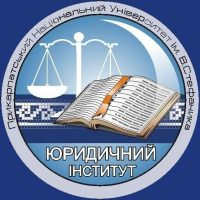 Прикарпатський Національний Університет ім. В.Стефаника
ЮРИДИЧНИЙ
ІНСТИТУТ